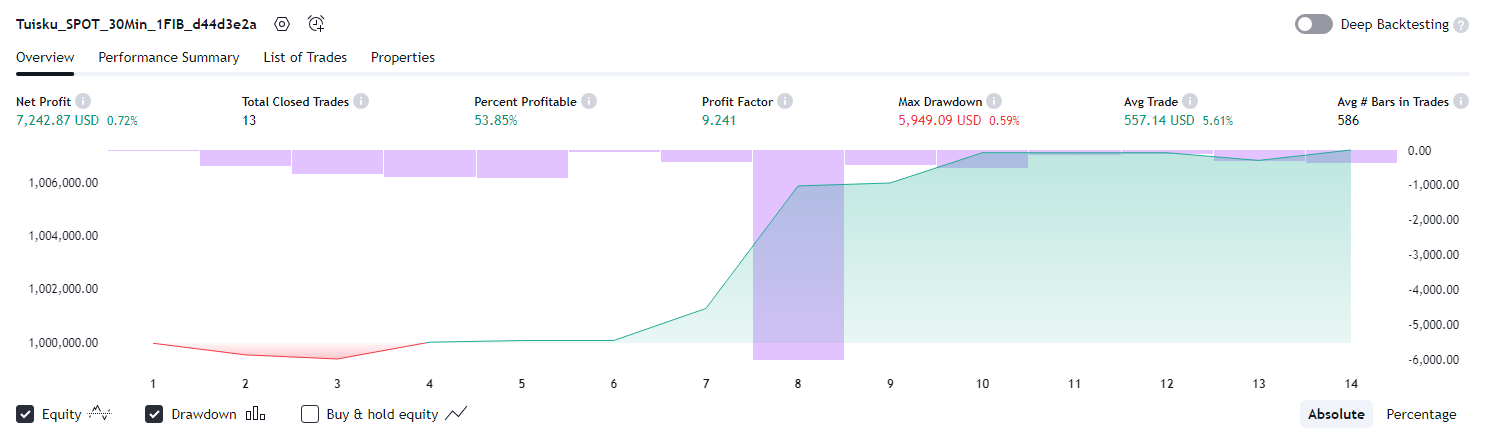 Tuisku_SPOT_30Min_1FIB_d44d3e2a Deep Backtesting ?
Overview Performance Summary List of Trades Properties
Net Profit Total Closed Trades Percent Profitable Profit Factor Max Drawdown Avg Trade Avg # Bars in Trades
7,242.87 USD 0.72% 13 53.85% 9.241 5,949.09 USD 0.59% 557.14 USD 5.61% 586
0.00
1,006,000.00 -1,000.00
-2,000.00
1,004,000.00
-3,000.00
1,002,000.00 -4,000.00
-5,000.00
1,000,000.00
-6,000.00
1 2 3 4 5 6 7 8 9 10 11 12 13 14
Equity Drawdown Buy & hold equity Absolute Percentage